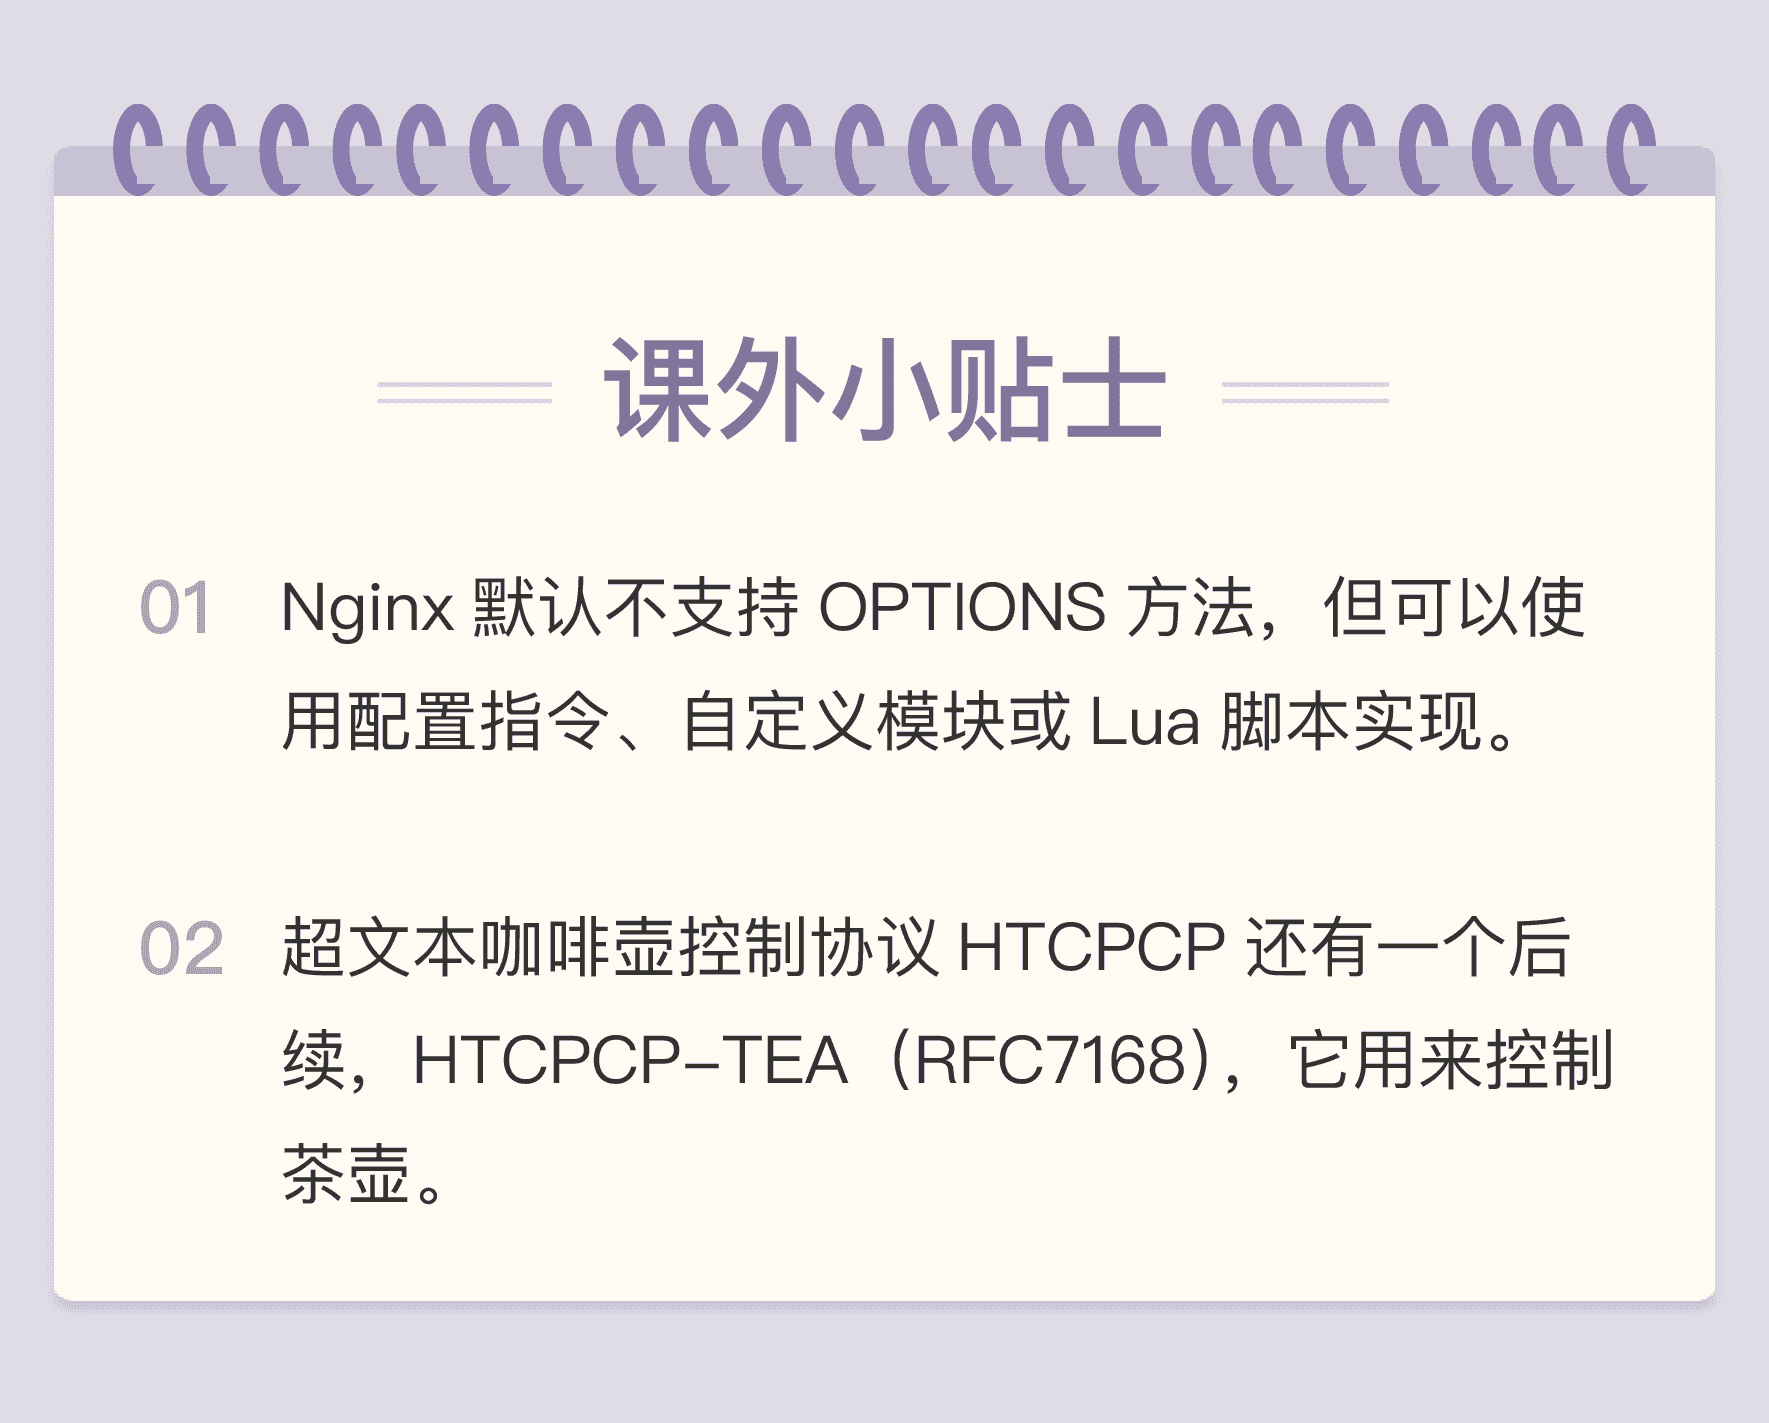 课外小贴士
01 Nginx 默认不支持 OPTIONS 方法，但可以使
用配置指令、自定义模块或 Lua 脚本实现。
02 超文本咖啡壶控制协议 HTCPCP 还有一个后
续，HTCPCP-TEA（RFC7168），它用来控制
茶壶。